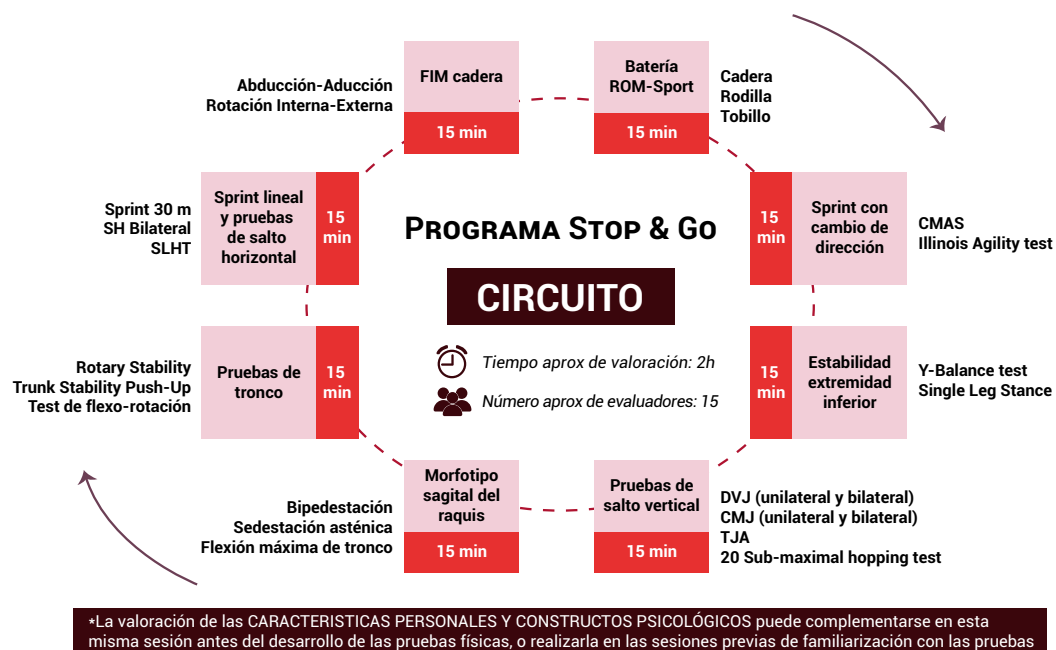 FIM cadera
15 min
Abducción-Aducción
Rotación Interna-Externa
Batería
ROM-Sport
15 min
Cadera
Rodilla
Tobillo
Sprint lineal
y pruebas
de salto
horizontal
15
min
Sprint 30 m
SH Bilateral
SLHT
Programa Stop & Go
CIRCUITO
Tiempo aprox de valoración: 2h
Número aprox de evaluadores: 15
15
min
Sprint con
cambio de
dirección
CMAS
Illinois Agility test
Rotary Stability
Trunk Stability Push-Up
Test de flexo-rotación
Pruebas de
tronco
15
min
15
min
Estabilidad
extremidad
inferior
Y-Balance test
Single Leg Stance
Bipedestación
Sedestación asténica
Flexión máxima de tronco
Morfotipo
sagital del
raquis
15 min
Pruebas de
salto vertical
15 min
DVJ (unilateral y bilateral)
CMJ (unilateral y bilateral)
TJA
20 Sub-maximal hopping test
*La valoración de las CARACTERISTICAS PERSONALES Y CONSTRUCTOS PSICOLÓGICOS puede complementarse en esta
misma sesión antes del desarrollo de las pruebas físicas, o realizarla en las sesiones previas de familiarización con las pruebas